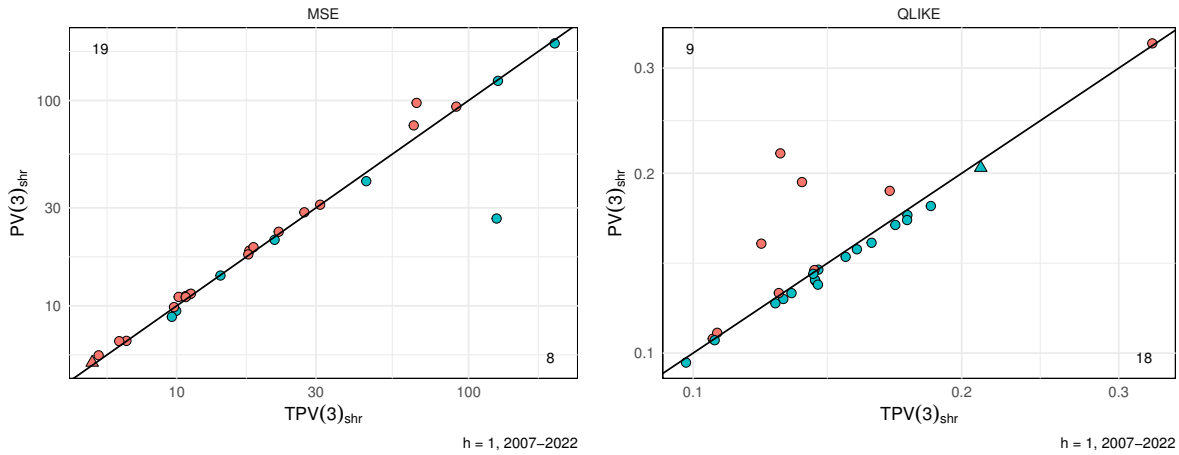 MSE
19
100
30
10
8
10 30 100
PV(3)shr
TPV(3)shr
h = 1, 2007−2022
QLIKE
9
0.3
0.2
0.1
18
0.1 0.2 0.3
PV(3)shr
TPV(3)shr
h = 1, 2007−2022